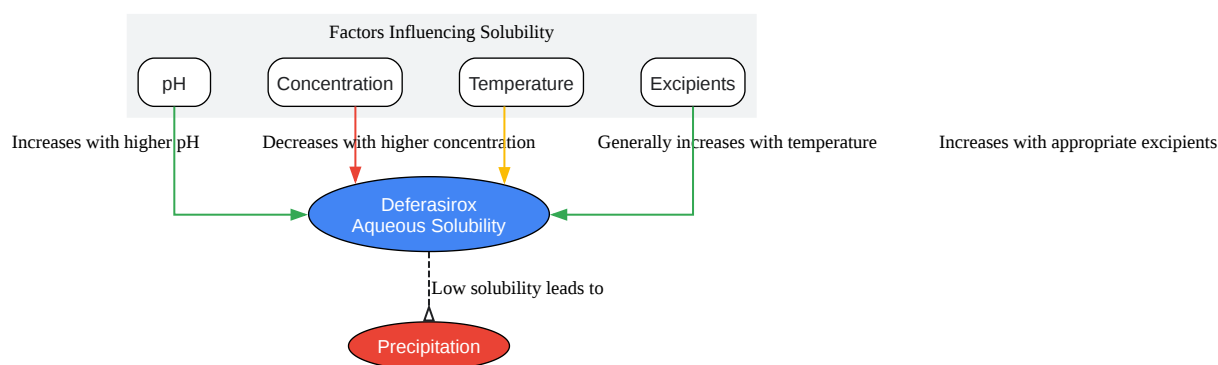 Factors Influencing Solubility
pH
Concentration
Temperature
Excipients
Increases with higher pH
Decreases with higher concentration
Generally increases with temperature
Increases with appropriate excipients
Deferasirox
Aqueous Solubility
Low solubility leads to
Precipitation